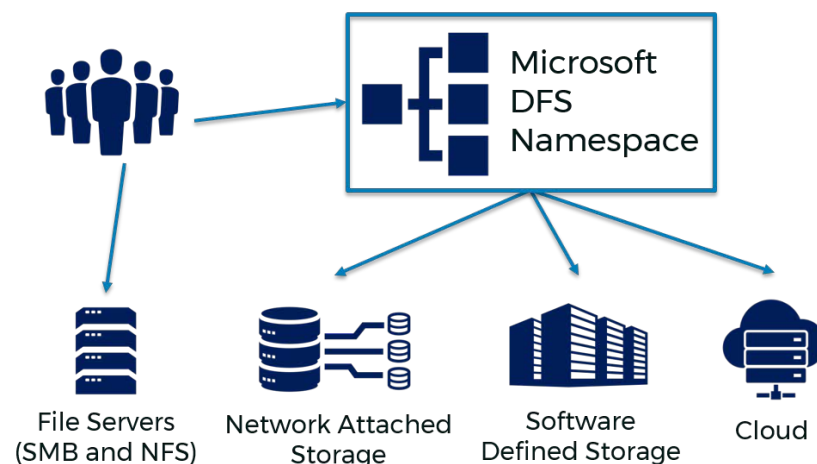 Microsoft
DFS
Namespace
File Servers
(SMB and NFS)
Network Attached
Storage
Software
Defined Storage
Cloud